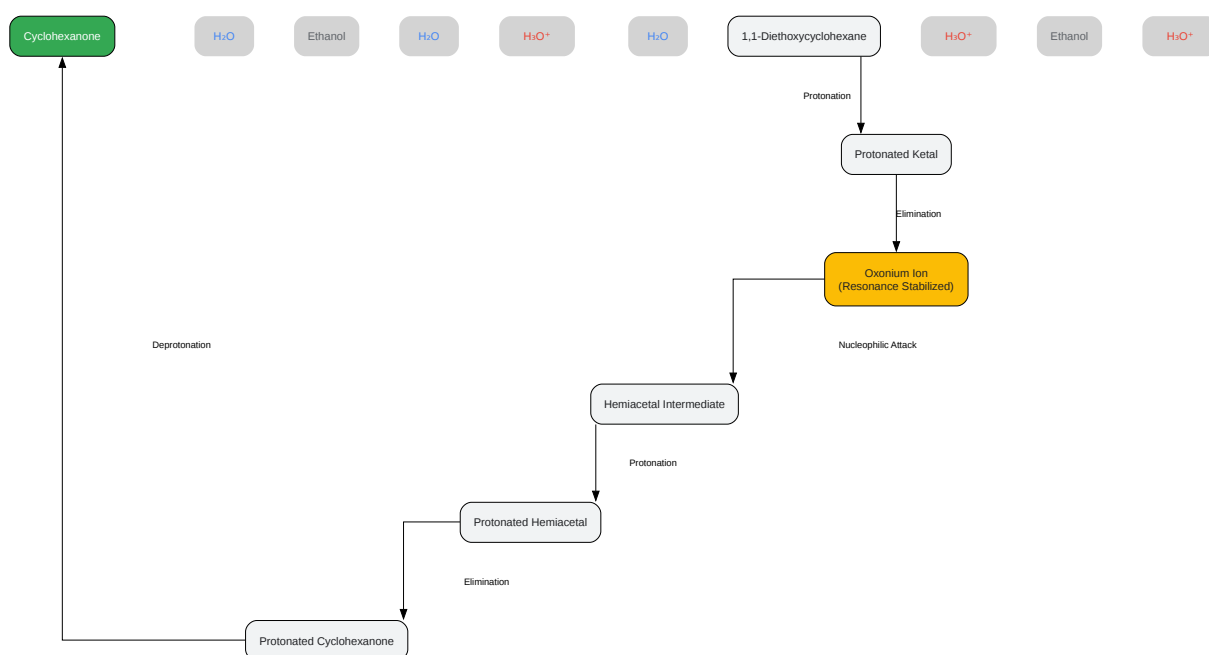 Cyclohexanone
H₂O
Ethanol
H₂O
H₃O⁺
H₂O
1,1-Diethoxycyclohexane
H₃O⁺
Ethanol
H₃O⁺
Protonation
Protonated Ketal
Elimination
Oxonium Ion
(Resonance Stabilized)
Deprotonation
Nucleophilic Attack
Hemiacetal Intermediate
Protonation
Protonated Hemiacetal
Elimination
Protonated Cyclohexanone